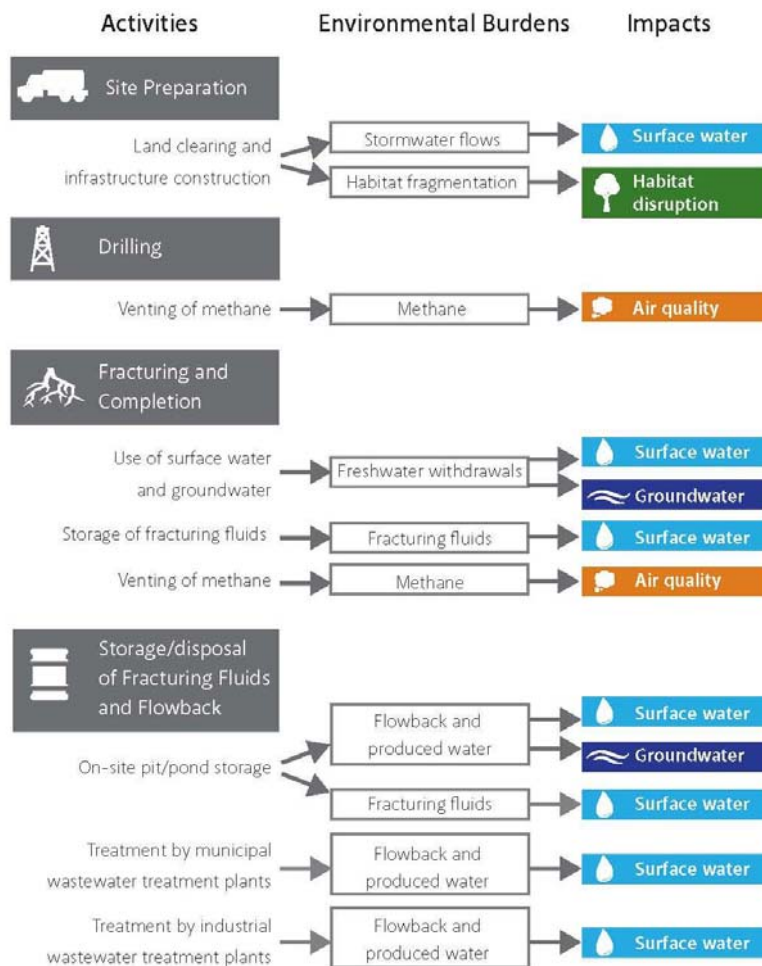 Activities Environmental Burdens Impacts
Site Preparation
Land clearing and
infrastructure construction
Stormwater flows
Surface water
Habitat fragmentation
Habitat
disruption
Drilling
Venting of methane
Methane
Air quality
Fracturing and
Completion
Use of surface water
and groundwater
Freshwater withdrawals
Surface water
Groundwater
Storage of fracturing fluids
Fracturing fluids
Surface water
Venting of methane
Methane
Air quality
Storage/disposal
of Fracturing Fluids
and Flowback
On-site pit/pond storage
Flowback and
produced water
Surface water
Groundwater
Fracturing fluids
Surface water
Treatment by municipal
wastewater treatment plants
Flowback and
produced water
Surface water
Treatment by industrial
wastewater treatment plants
Flowback and
produced water
Surface water